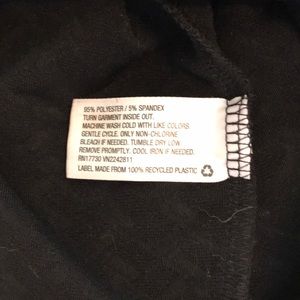 95% POLYESTER / 5% SPANDEX
TURN GARMENT INSIDE OUT.
MACHINE WASH COLD WITH LIKE COLORS.
GENTLE CYCLE. ONLY NON-CHLORINE
BLEACH IF NEEDED. TUMBLE DRY LOW.
REMOVE PROMPTLY. COOL IRON IF NEEDED.
RN17730 VN2242811
LABEL MADE FROM 100% RECYCLED PLASTIC